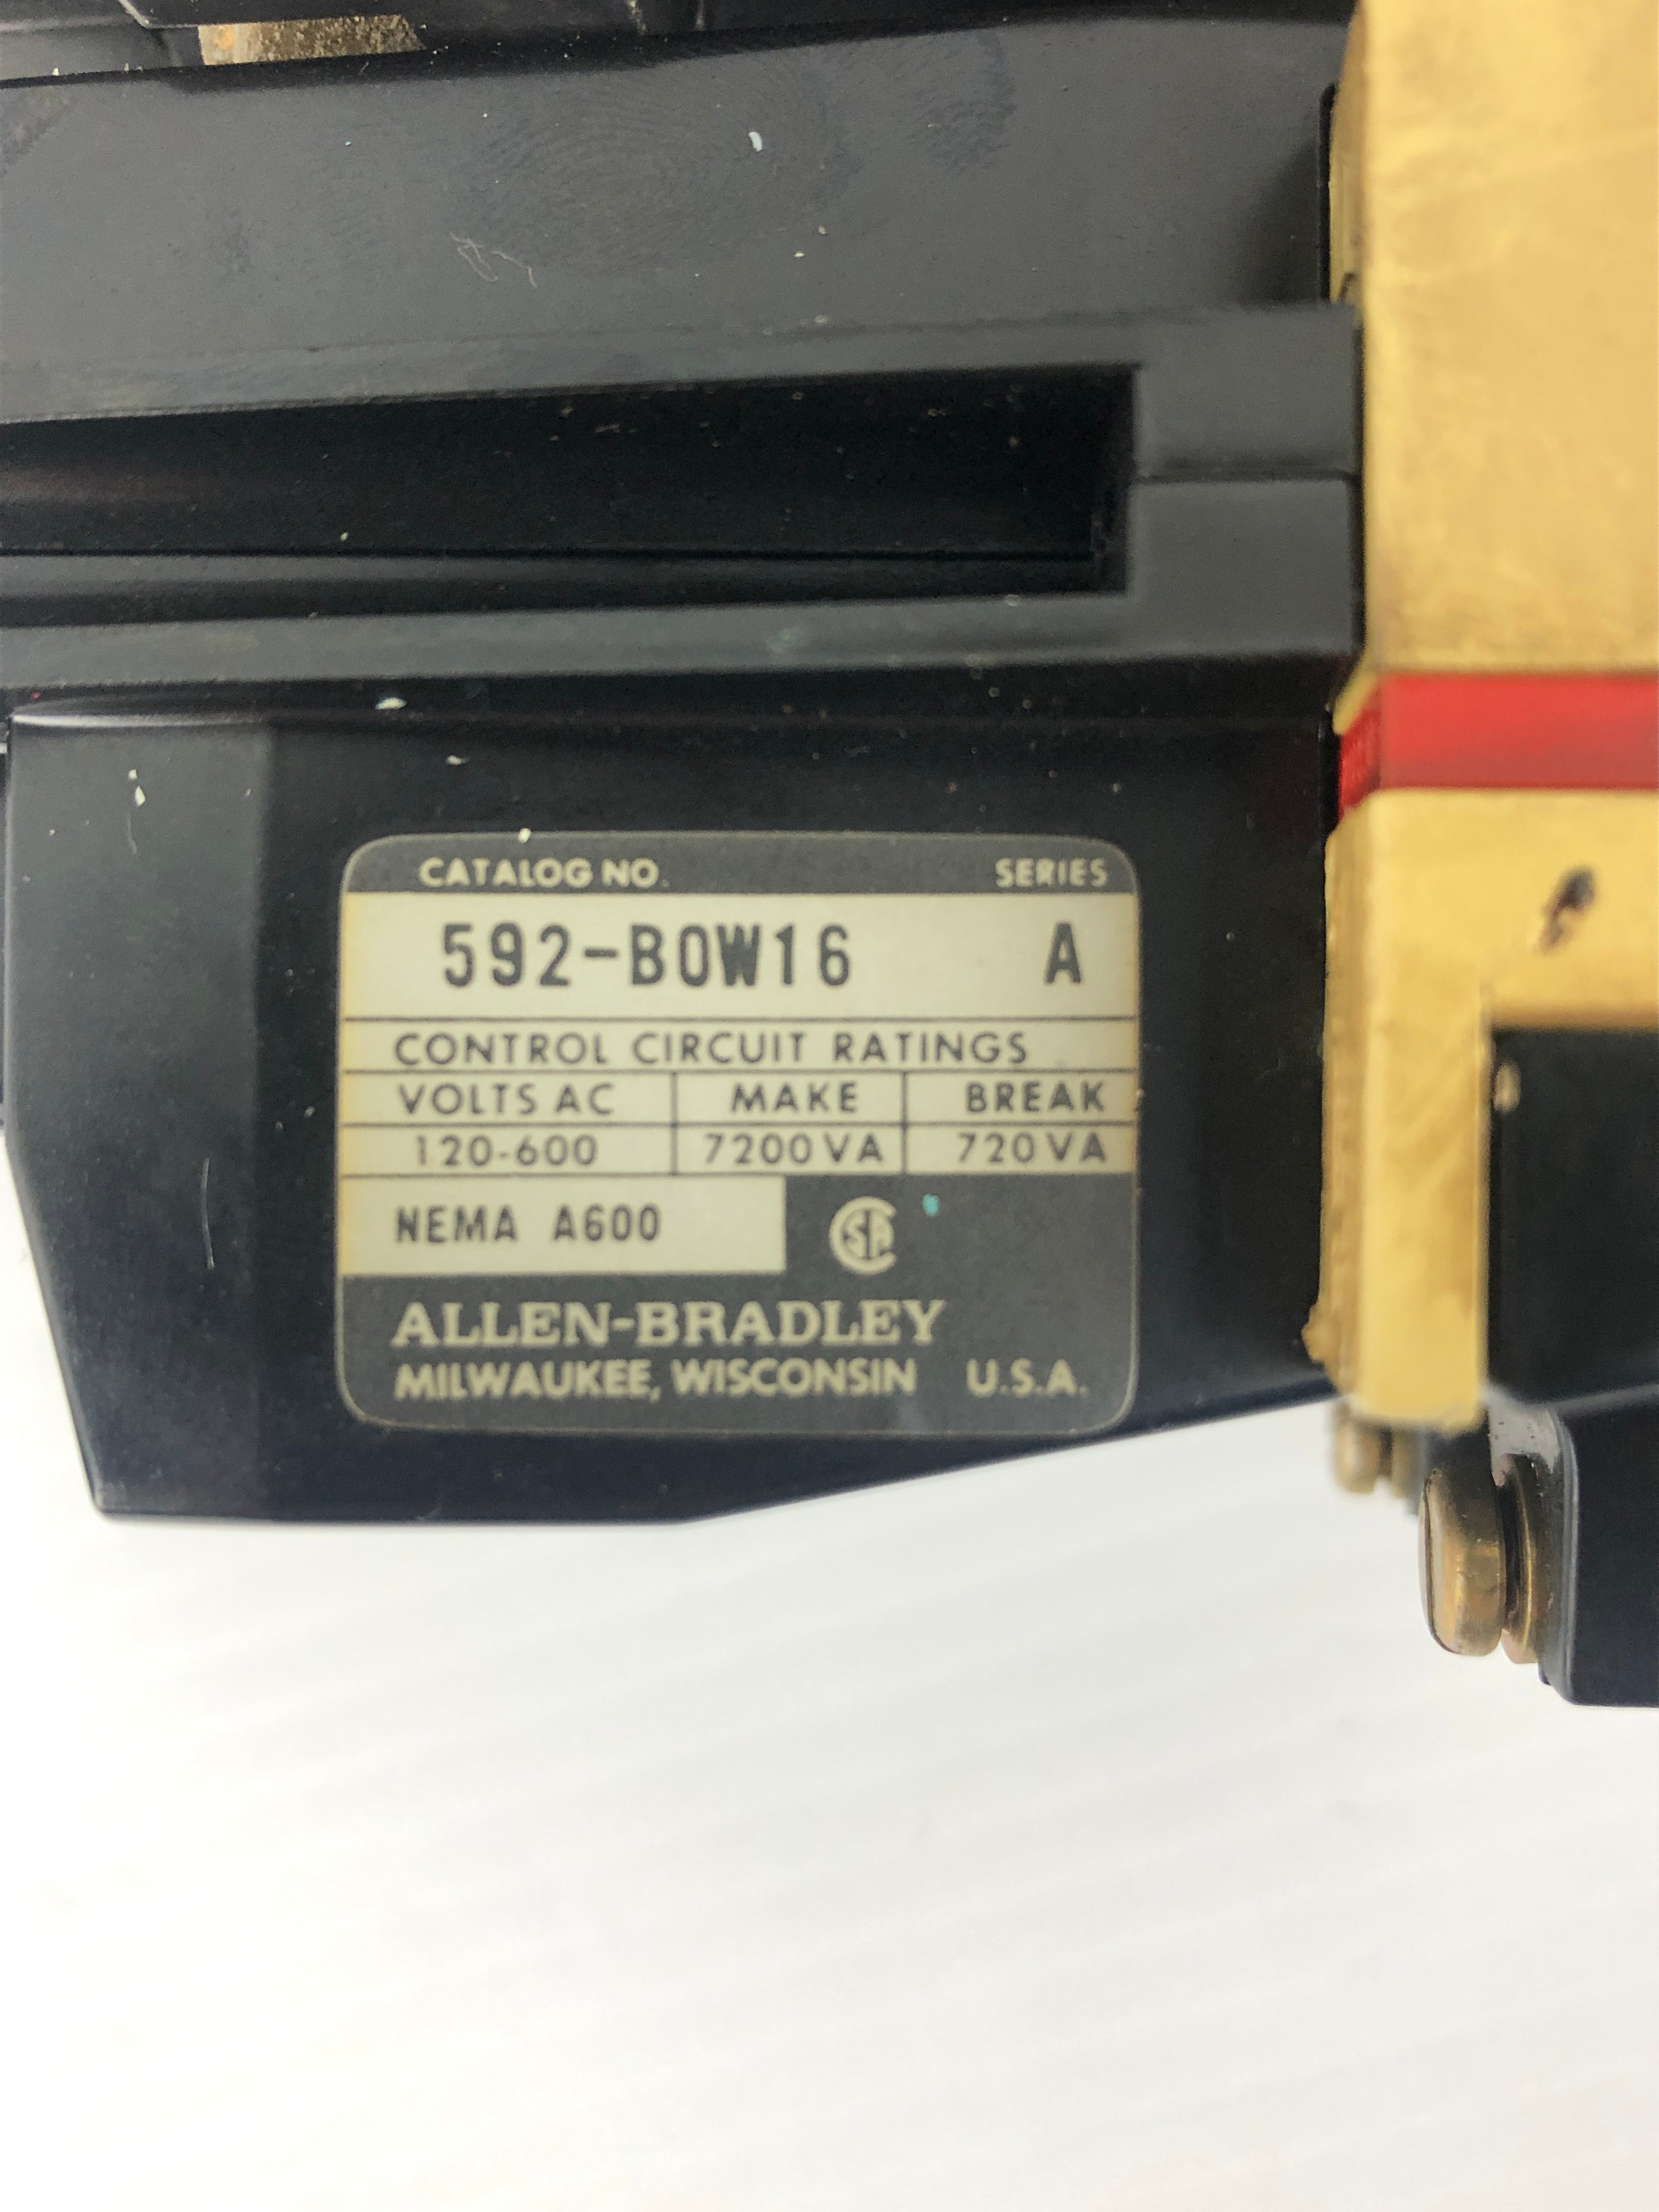 CATALOG NO. SERIES
592-BOW16 A
CONTROL CIRCUIT RATINGS
VOLTS AC MAKE BREAK
120-600 7200VA 720VA
NEMA A600 CSA
ALLEN-BRADLEY
MILWAUKEE, WISCONSIN U.S.A.